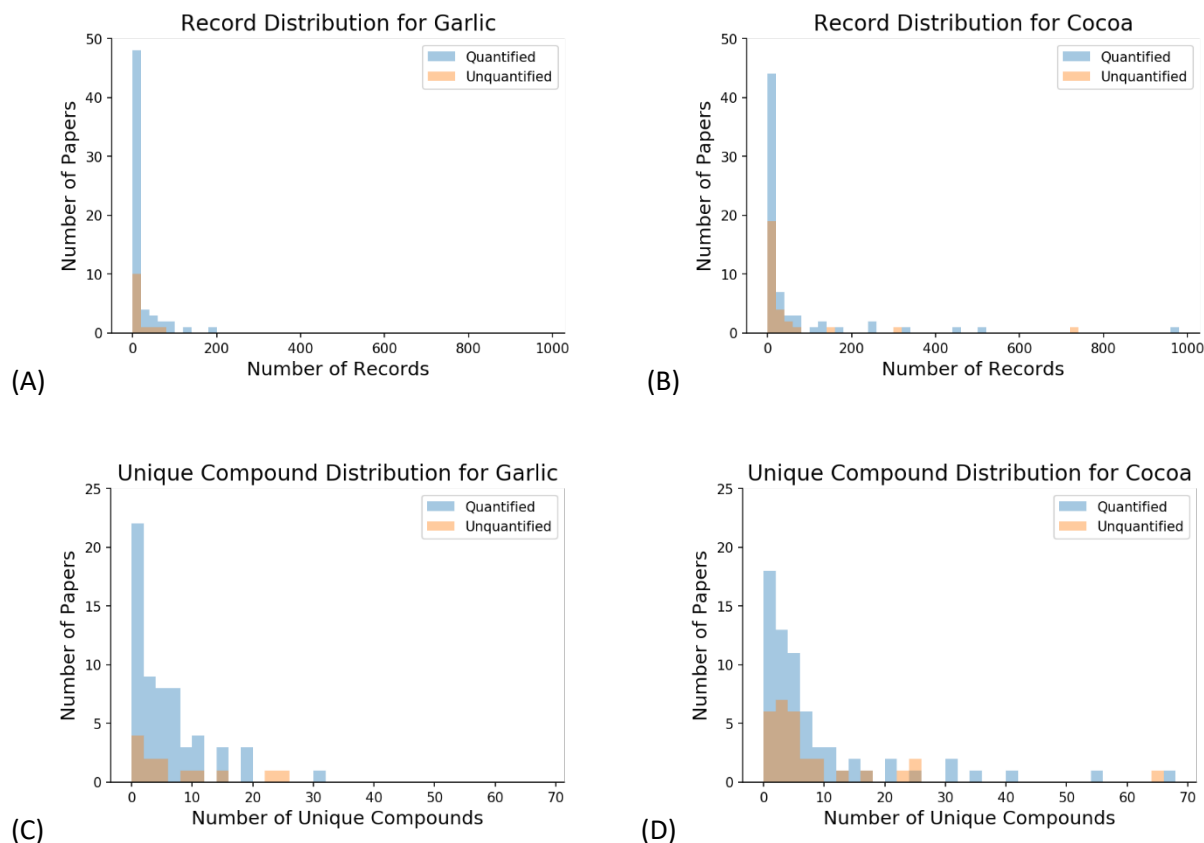 Record Distribution for Garlic
50
40
30
20
10
0
Number of Papers
Quantified
Unquantified
0 200 400 600 800 1000
Number of Records
(A)
Record Distribution for Cocoa
50
40
30
20
10
0
Number of Papers
Quantified
Unquantified
0 200 400 600 800 1000
Number of Records
(B)
Unique Compound Distribution for Garlic
25
20
15
10
5
0
Number of Papers
Quantified
Unquantified
0 10 20 30 40 50 60 70
Number of Unique Compounds
(C)
Unique Compound Distribution for Cocoa
25
20
15
10
5
0
Number of Papers
Quantified
Unquantified
0 10 20 30 40 50 60 70
Number of Unique Compounds
(D)